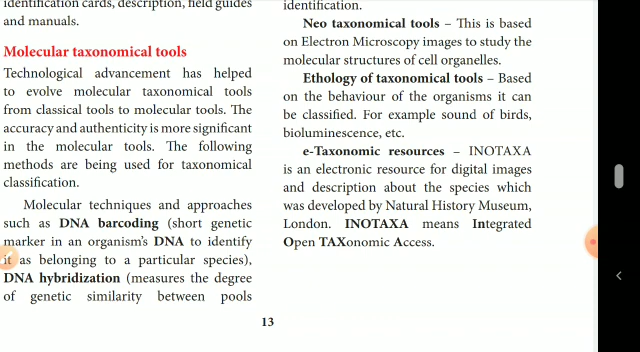 identification cards, description, field guides
and manuals.
Molecular taxonomical tools
Technological advancement has helped
to evolve molecular taxonomical tools
from classical tools to molecular tools. The
accuracy and authenticity is more significant
in the molecular tools. The following
methods are being used for taxonomical
classification.
Molecular techniques and approaches
such as DNA barcoding (short genetic
marker in an organism's DNA to identify
it as belonging to a particular species),
DNA hybridization (measures the degree
of genetic similarity between pools
identification.
Neo taxonomical tools – This is based
on Electron Microscopy images to study the
molecular structures of cell organelles.
Ethology of taxonomical tools – Based
on the behaviour of the organisms it can
be classified. For example sound of birds,
bioluminescence, etc.
e-Taxonomic resources – INOTAXA
is an electronic resource for digital images
and description about the species which
was developed by Natural History Museum,
London. INOTAXA means Integrated
Open TAXonomic Access.
13